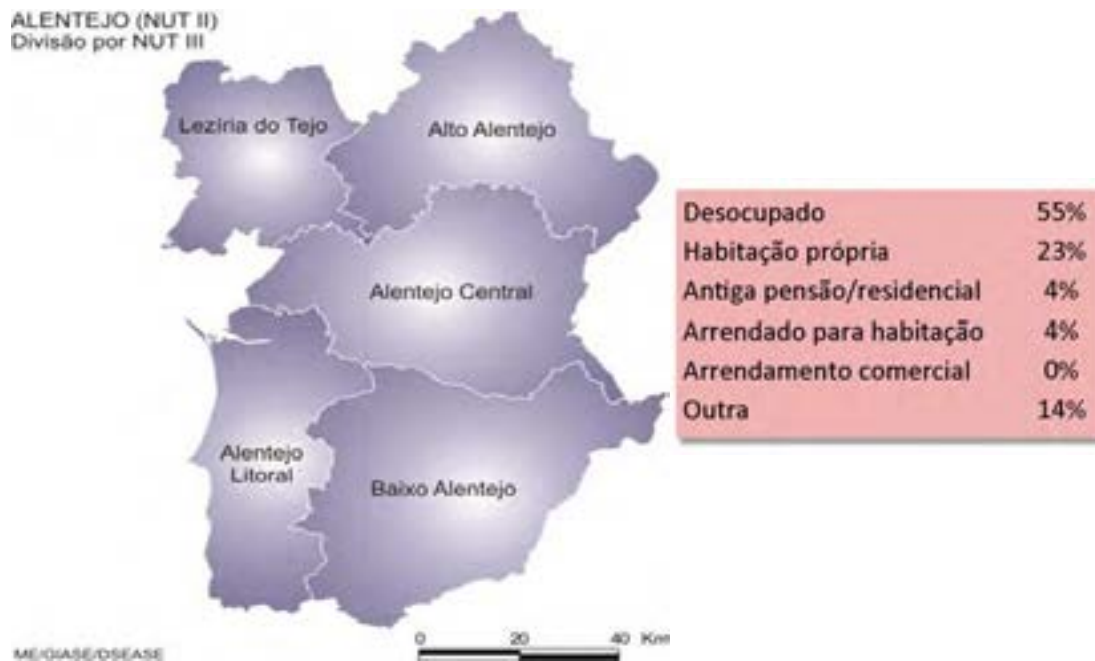 ALENTEJO (NUT II)
Divisão por NUT III
Lezíria do Tejo
Alto Alentejo
Alentejo Central
Alentejo
Litoral
Baixo Alentejo
Desocupado 55%
Habitação própria 23%
Antiga pensão/residencial 4%
Arrendado para habitação 4%
Arrendamento comercial 0%
Outra 14%
0 20 40 Km
ME/GIASE/DSEASE